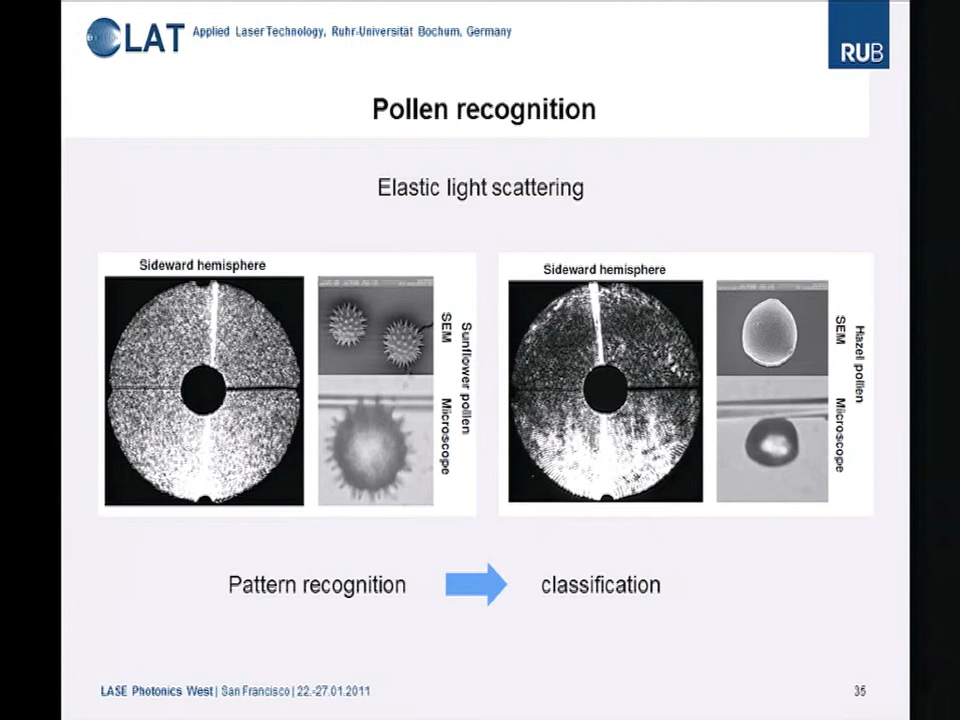 LAT Applied Laser Technology, Ruhr-Universität Bochum, Germany
RUB
Pollen recognition
Elastic light scattering
Sideward hemisphere
SEM
Microscope
Sunflower pollen
Sideward hemisphere
SEM
Microscope
Hazel pollen
Pattern recognition
classification
LASE Photonics West | San Francisco | 22.-27.01.2011
35